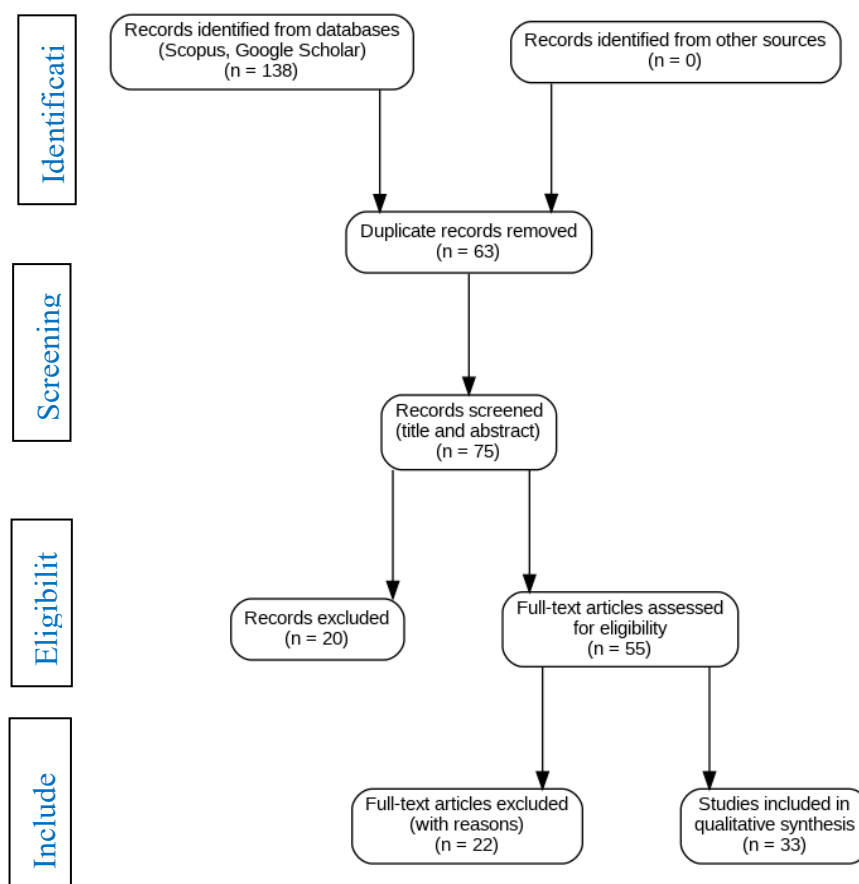 Identificati
Records identified from databases
(Scopus, Google Scholar)
(n = 138)
Records identified from other sources
(n = 0)
Duplicate records removed
(n = 63)
Screening
Records screened
(title and abstract)
(n = 75)
Eligibilit
Records excluded
(n = 20)
Full-text articles assessed
for eligibility
(n = 55)
Include
Full-text articles excluded
(with reasons)
(n = 22)
Studies included in
qualitative synthesis
(n = 33)